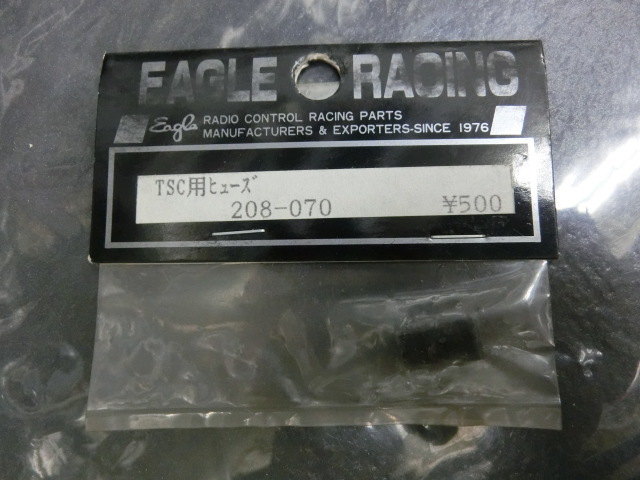 EAGLE RACING
Eagle
RADIO CONTROL RACING PARTS
MANUFACTURERS & EXPORTERS-SINCE 1976
TSC用ﾋｭｰｽﾞ
208-070 ¥500